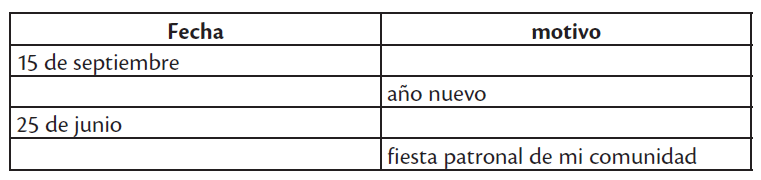 Fecha motivo
15 de septiembre
año nuevo
25 de junio
fiesta patronal de mi comunidad